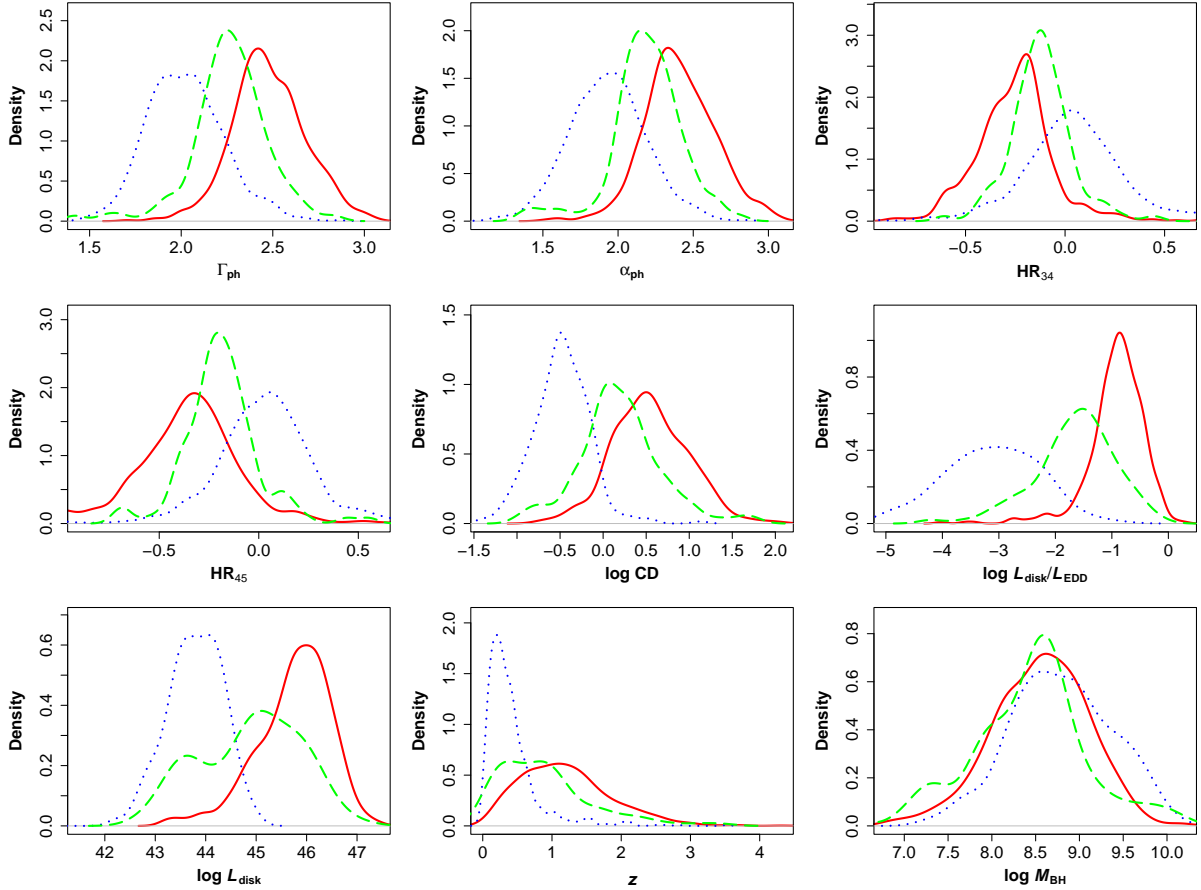 Density
0.0 0.5 1.0 1.5 2.0 2.5
1.5 2.0 2.5 3.0
Γph
Density
0.0 0.5 1.0 1.5 2.0
1.5 2.0 2.5 3.0
αph
Density
0.0 1.0 2.0 3.0
−0.5 0.0 0.5
HR34
Density
0.0 1.0 2.0 3.0
−0.5 0.0 0.5
HR45
Density
0.0 0.5 1.0 1.5
−1.5 −0.5 0.0 0.5 1.0 1.5 2.0
log CD
Density
0.0 0.4 0.8
−5 −4 −3 −2 −1 0
log Ldisk/LEDD
Density
0.0 0.2 0.4 0.6
42 43 44 45 46 47
log Ldisk
Density
0.0 0.5 1.0 1.5 2.0
0 1 2 3 4
z
Density
0.0 0.2 0.4 0.6 0.8
7.0 8.0 8.5 9.0 9.5 10.0
log MBH